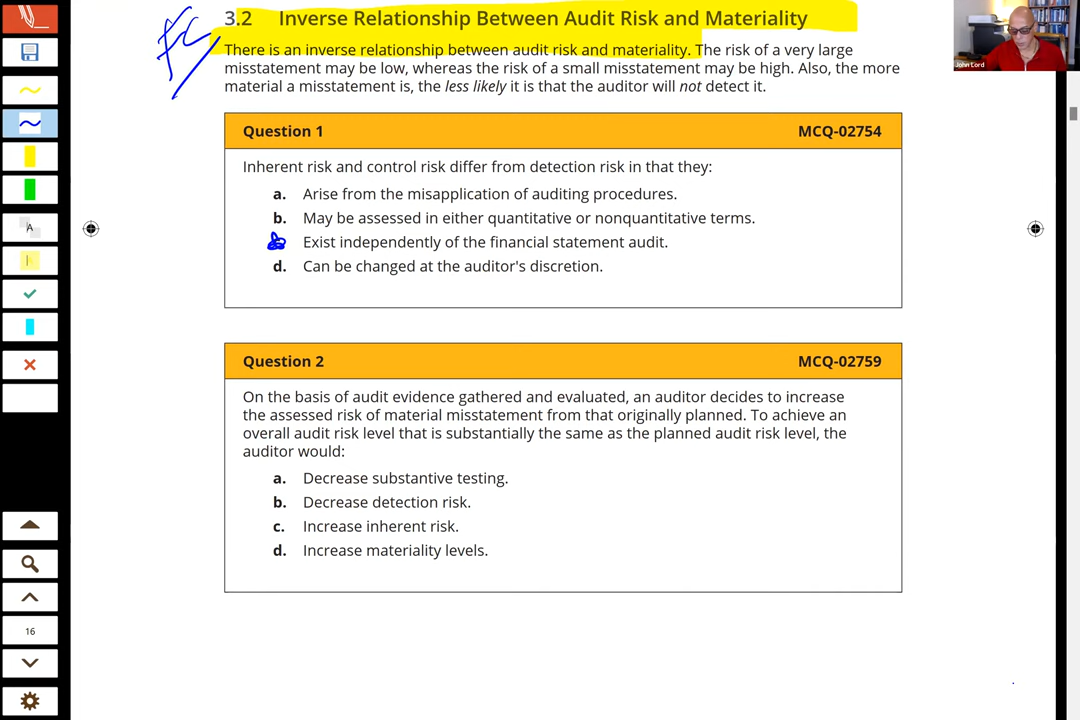 3.2 Inverse Relationship Between Audit Risk and Materiality
There is an inverse relationship between audit risk and materiality. The risk of a very large
misstatement may be low, whereas the risk of a small misstatement may be high. Also, the more
material a misstatement is, the less likely it is that the auditor will not detect it.
John Lord
Question 1 MCQ-02754
Inherent risk and control risk differ from detection risk in that they:
a. Arise from the misapplication of auditing procedures.
b. May be assessed in either quantitative or nonquantitative terms.
Exist independently of the financial statement audit.
d. Can be changed at the auditor's discretion.
Question 2 MCQ-02759
On the basis of audit evidence gathered and evaluated, an auditor decides to increase
the assessed risk of material misstatement from that originally planned. To achieve an
overall audit risk level that is substantially the same as the planned audit risk level, the
auditor would:
a. Decrease substantive testing.
b. Decrease detection risk.
c. Increase inherent risk.
d. Increase materiality levels.
A
16